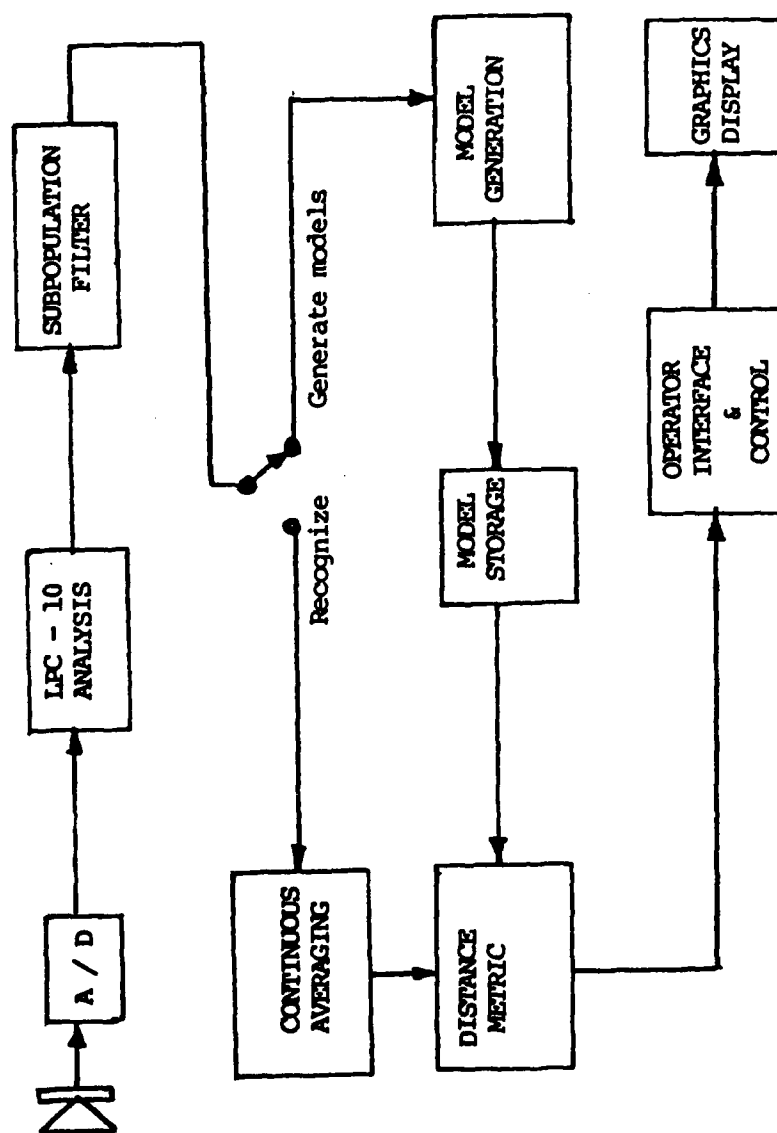 A / D
LPC - 10
ANALYSIS
SUBPOPULATION
FILTER
Recognize
Generate models
CONTINUOUS
AVERAGING
MODEL
GENERATION
DISTANCE
METRIC
MODEL
STORAGE
OPERATOR
INTERFACE
&
CONTROL
GRAPHICS
DISPLAY